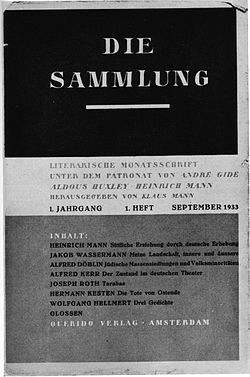 DIE
SAMMLUNG
LITERARISCHE MONATSSCHRIFT
UNTER DEM PATRONAT VON ANDRÉ GIDE
ALDOUS HUXLEY · HEINRICH MANN
HERAUSGEGEBEN VON KLAUS MANN
1. JAHRGANG 1. HEFT SEPTEMBER 1933
INHALT:
HEINRICH MANN Sittliche Erziehung durch deutsche Erhebung
JAKOB WASSERMANN Meine Landschaft, innere und äussere
ALFRED DÖBLIN Jüdische Massensiedlungen und Volksminoritäten
ALFRED KERR Der Zustand im deutschen Theater
JOSEPH ROTH Tarabas
HERMANN KESTEN Die Tote von Ostende
WOLFGANG HELLMERT Drei Gedichte
GLOSSEN
QUERIDO VERLAG · AMSTERDAM